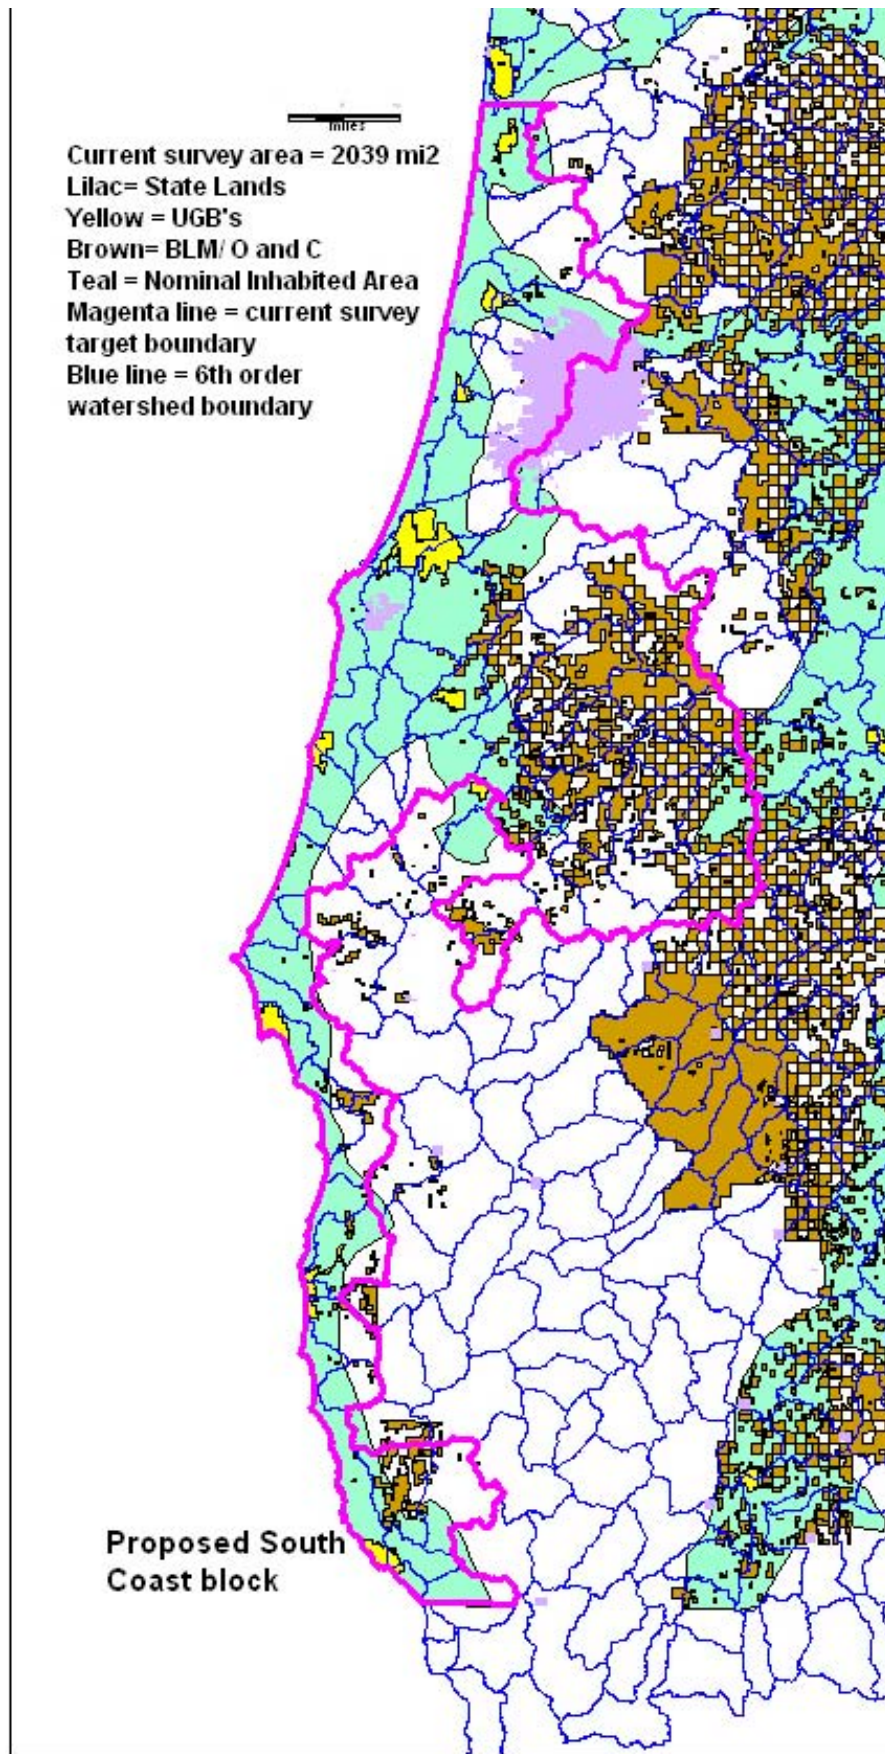 miles
Current survey area = 2039 mi2
Lilac= State Lands
Yellow = UGB's
Brown= BLM/ O and C
Teal = Nominal Inhabited Area
Magenta line = current survey
target boundary
Blue line = 6th order
watershed boundary
Proposed South
Coast block